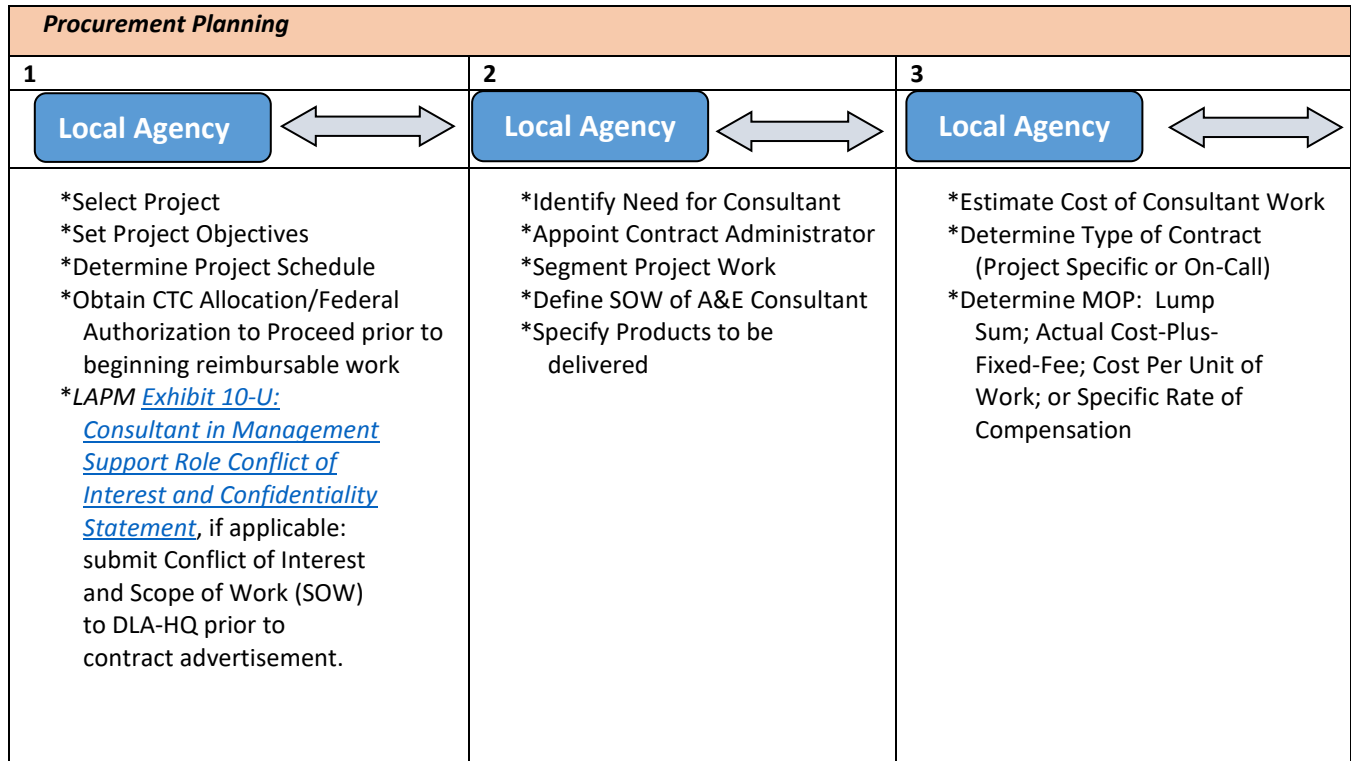 Procurement Planning
1
2
3
Local Agency
Local Agency
Local Agency
*Select Project
*Set Project Objectives
*Determine Project Schedule
*Obtain CTC Allocation/Federal
Authorization to Proceed prior to
beginning reimbursable work
*LAPM Exhibit 10-U:
Consultant in Management
Support Role Conflict of
Interest and Confidentiality
Statement, if applicable:
submit Conflict of Interest
and Scope of Work (SOW)
to DLA-HQ prior to
contract advertisement.
*Identify Need for Consultant
*Appoint Contract Administrator
*Segment Project Work
*Define SOW of A&E Consultant
*Specify Products to be
delivered
*Estimate Cost of Consultant Work
*Determine Type of Contract
(Project Specific or On-Call)
*Determine MOP: Lump
Sum; Actual Cost-Plus-
Fixed-Fee; Cost Per Unit of
Work; or Specific Rate of
Compensation